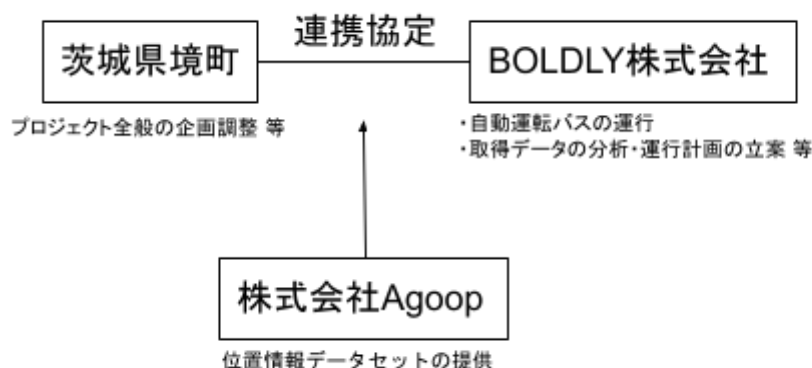 連携協定
茨城県境町
BOLDLY株式会社
プロジェクト全般の企画調整 等
・自動運転バスの運行
・取得データの分析・運行計画の立案 等
株式会社Agoop
位置情報データセットの提供